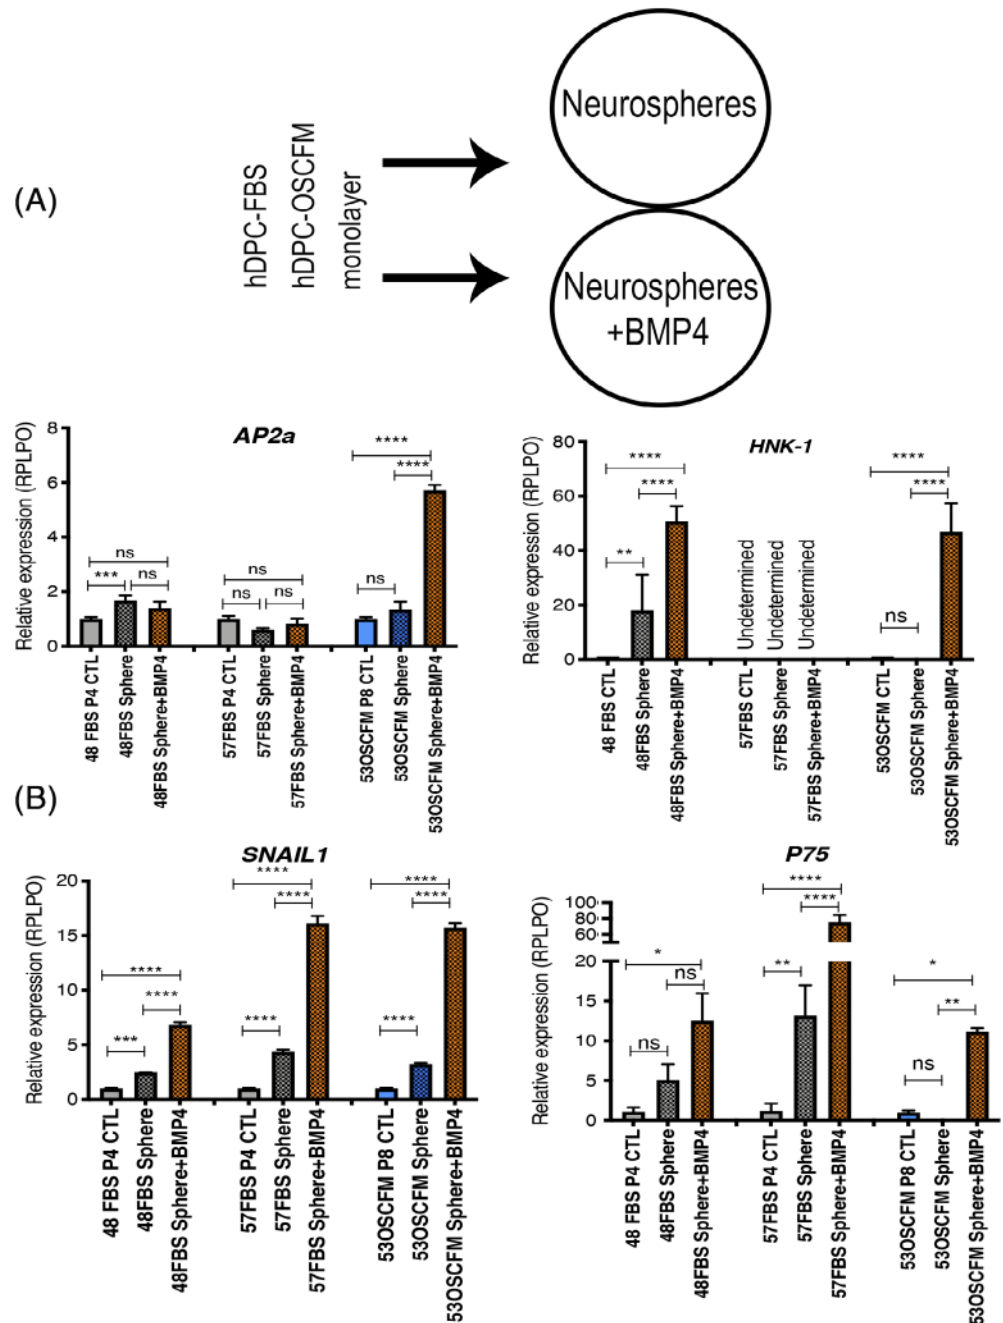 (A)
hDPC-FBS
hDPC-OSCFM
monolayer
Neurospheres
Neurospheres
+BMP4
AP2a
Relative expression (RPLPO)
8
6
4
2
0
ns
***
ns
ns
ns
ns
****
****
ns
48 FBS P4 CTL
48FBS Sphere
48FBS Sphere+BMP4
57FBS P4 CTL
57FBS Sphere
57FBS Sphere+BMP4
53OSCFM P8 CTL
53OSCFM Sphere
53OSCFM Sphere+BMP4
HNK-1
Relative expression (RPLPO)
80
60
40
20
0
****
****
**
Undetermined
Undetermined
Undetermined
****
****
ns
48 FBS CTL
48FBS Sphere
48FBS Sphere+BMP4
57FBS CTL
57FBS Sphere
57FBS Sphere+BMP4
53OSCFM CTL
53OSCFM Sphere
53OSCFM Sphere+BMP4
(B)
SNAIL1
Relative expression (RPLPO)
20
15
10
5
0
****
****
***
****
****
****
****
****
****
48 FBS P4 CTL
48FBS Sphere
48FBS Sphere+BMP4
57FBS P4 CTL
57FBS Sphere
57FBS Sphere+BMP4
53OSCFM P8 CTL
53OSCFM Sphere
53OSCFM Sphere+BMP4
P75
Relative expression (RPLPO)
100
80
60
20
15
10
5
0
*
ns
ns
****
****
**
*
**
ns
48 FBS P4 CTL
48FBS Sphere
48FBS Sphere+BMP4
57FBS P4 CTL
57FBS Sphere
57FBS Sphere+BMP4
53OSCFM P8 CTL
53OSCFM Sphere
53OSCFM Sphere+BMP4